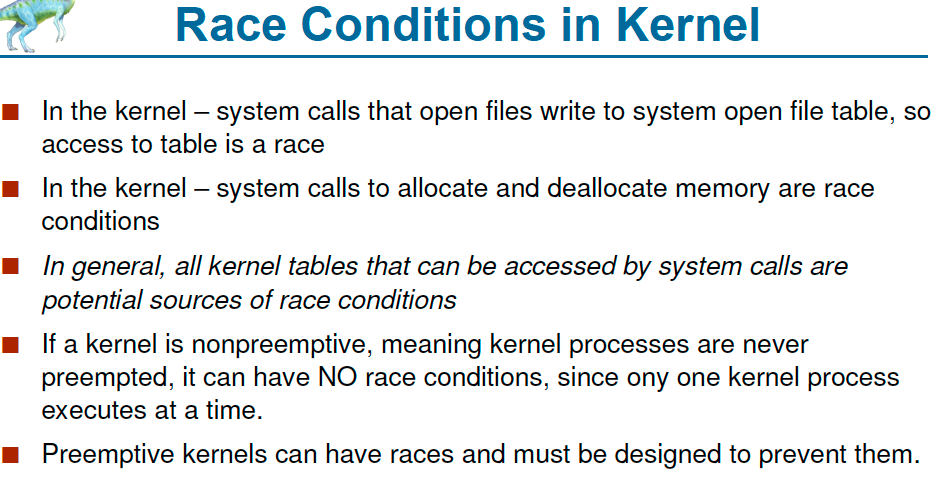 Race Conditions in Kernel
In the kernel – system calls that open files write to system open file table, so
access to table is a race
In the kernel – system calls to allocate and deallocate memory are race
conditions
In general, all kernel tables that can be accessed by system calls are
potential sources of race conditions
If a kernel is nonpreemptive, meaning kernel processes are never
preempted, it can have NO race conditions, since ony one kernel process
executes at a time.
Preemptive kernels can have races and must be designed to prevent them.